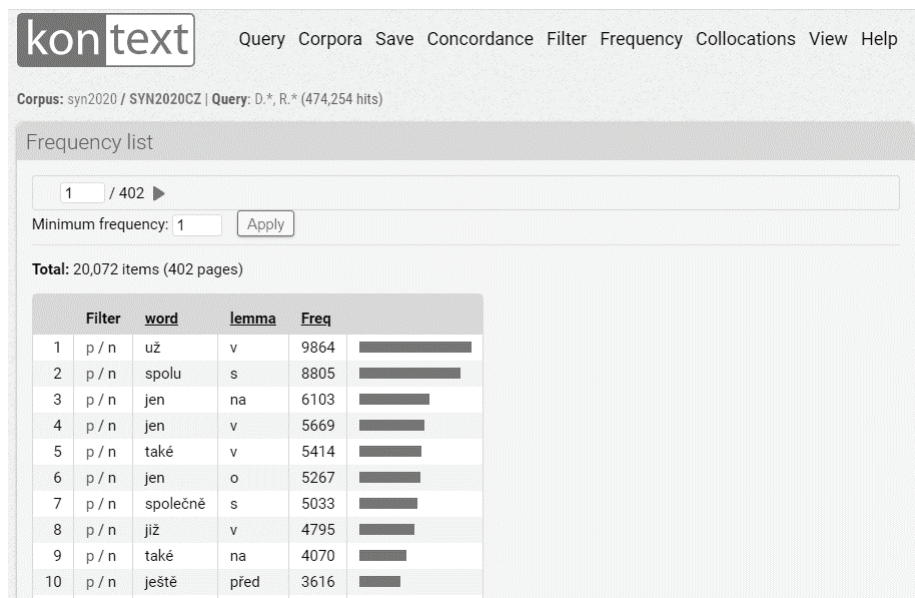 kontext Query Corpora Save Concordance Filter Frequency Collocations View Help
Corpus: syn2020 / SYN2020CZ | Query: D.*, R.* (474,254 hits)
Frequency list
1 / 402
Minimum frequency: 1 Apply
Total: 20,072 items (402 pages)
Filter word lemma Freq
1 p / n už v 9864
2 p / n spolu s 8805
3 p / n jen na 6103
4 p / n jen v 5669
5 p / n také v 5414
6 p / n jen o 5267
7 p / n společně s 5033
8 p / n již v 4795
9 p / n také na 4070
10 p / n ještě před 3616